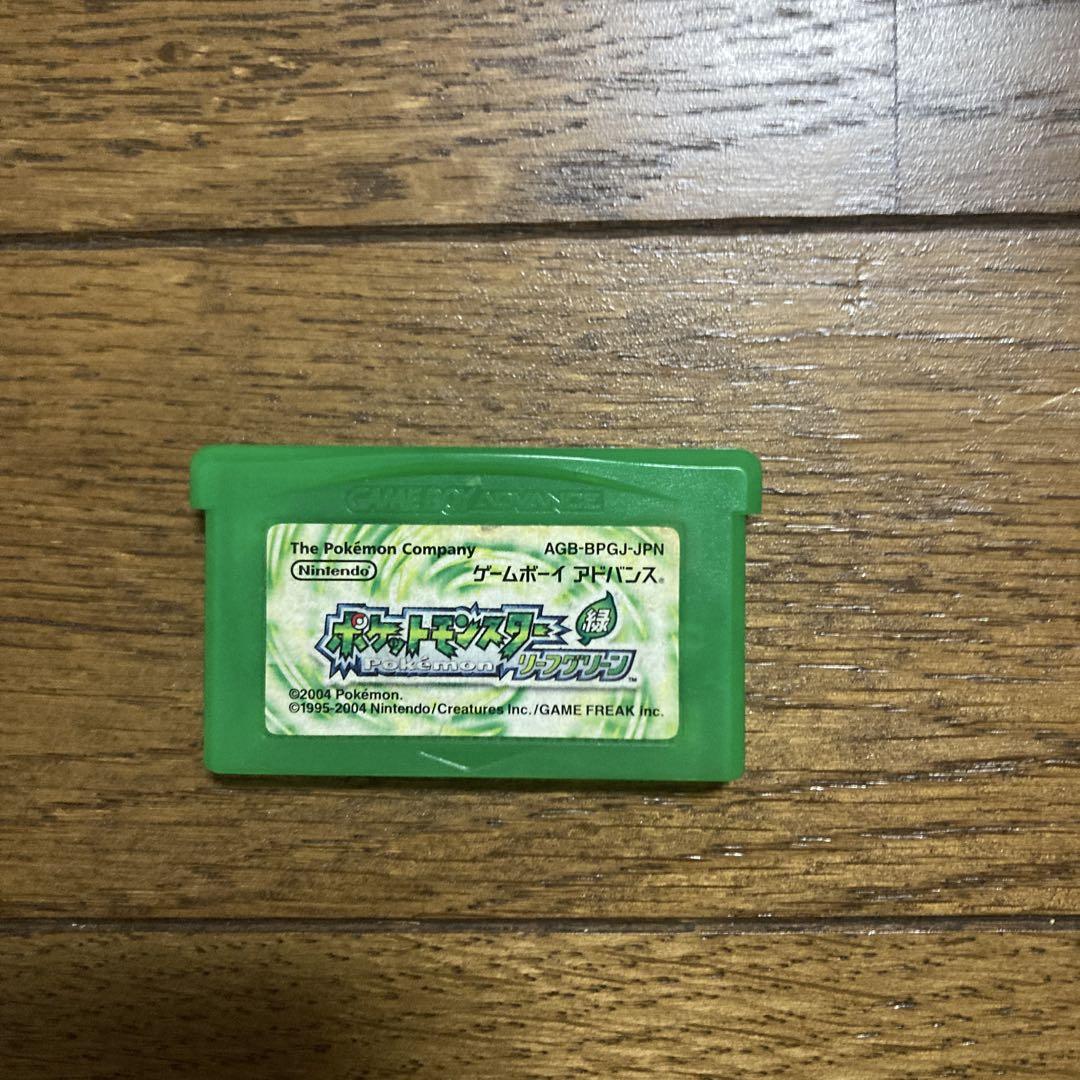 GAME BOY ADVANCE
The Pokémon Company AGB-BPGJ-JPN
Nintendo ゲームボーイ アドバンス®
ポケットモンスター 緑
Pokémon リーフグリーン™
©2004 Pokémon.
©1995-2004 Nintendo/Creatures Inc./GAME FREAK inc.